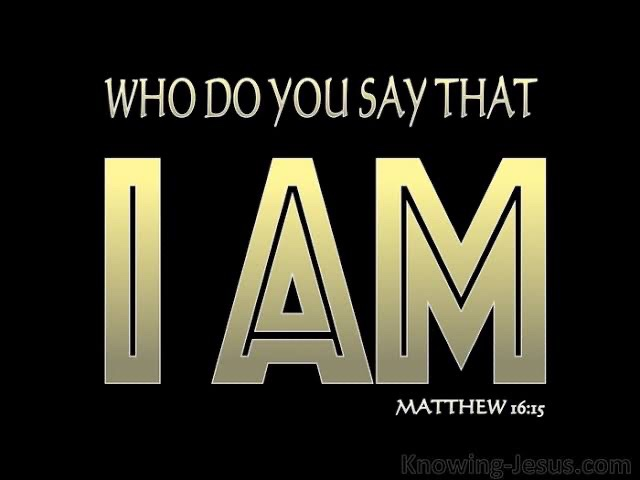 WHO DO YOU SAY THAT
I AM
MATTHEW 16:15
Knowing-Jesus.com